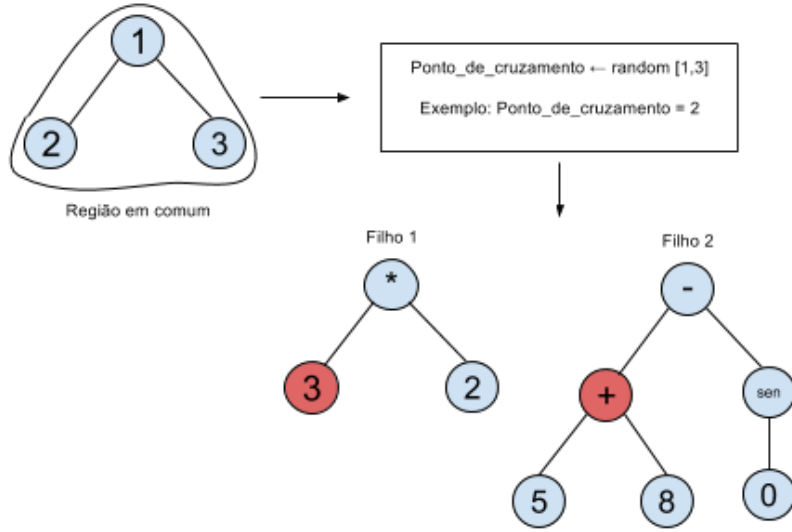 1
2
3
Região em comum
Ponto_de_cruzamento ← random [1,3]
Exemplo: Ponto_de_cruzamento = 2
Filho 1
*
3
2
Filho 2
-
+
sen
5
8
0